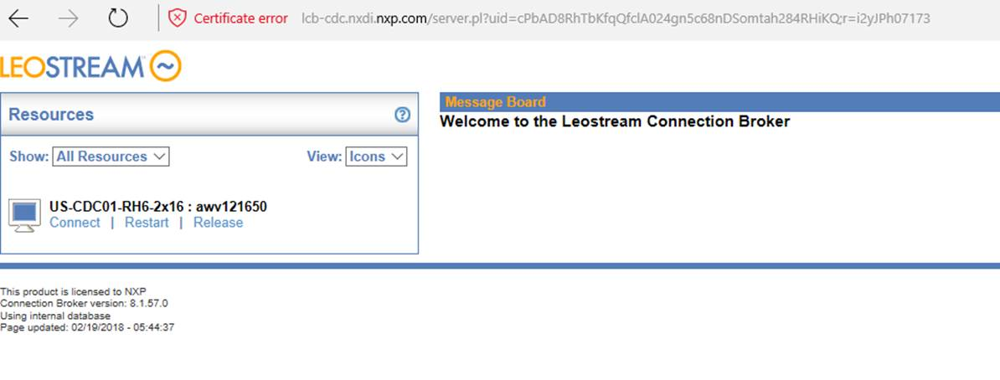 Certificate error lcb-cdc.nxdi.nxp.com/server.pl?uid=cPbAD8RhTbKfqQfclA024gn5c68nDSomtah284RHiKQ;r=i2yJPh07173
LEOSTREAM
Resources ?
Show: All Resources View: Icons
US-CDC01-RH6-2x16 : awv121650
Connect | Restart | Release
Message Board
Welcome to the Leostream Connection Broker
This product is licensed to NXP
Connection Broker version: 8.1.57.0
Using internal database
Page updated: 02/19/2018 - 05:44:37